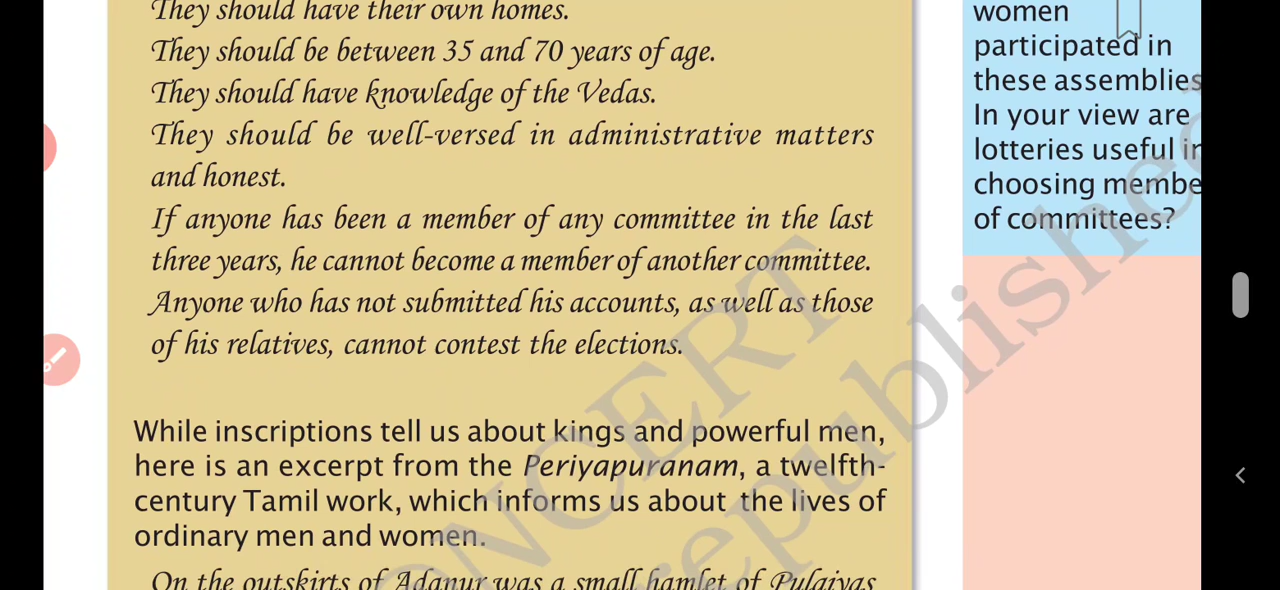 They should have their own homes.
They should be between 35 and 70 years of age.
They should have knowledge of the Vedas.
They should be well-versed in administrative matters
and honest.
If anyone has been a member of any committee in the last
three years, he cannot become a member of another committee.
Anyone who has not submitted his accounts, as well as those
of his relatives, cannot contest the elections.
While inscriptions tell us about kings and powerful men,
here is an excerpt from the Periyapuranam, a twelfth-
century Tamil work, which informs us about the lives of
ordinary men and women.
On the outskirts of Adanur was a small hamlet of Pulaiyas
women
participated in
these assemblies
In your view are
lotteries useful in
choosing membe
of committees?
NCERT
republished